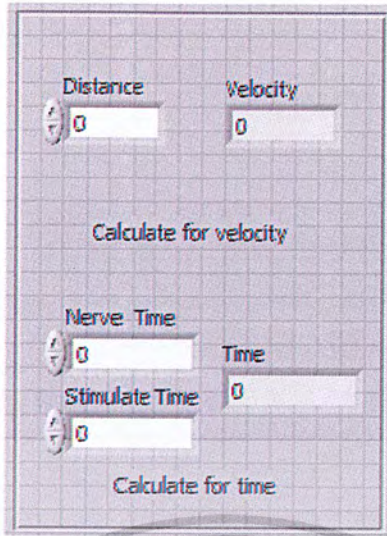 Distance Velocity
0 0
Calculate for velocity
Nerve Time
0
Time
0
Stimulate Time
0
Calculate for time